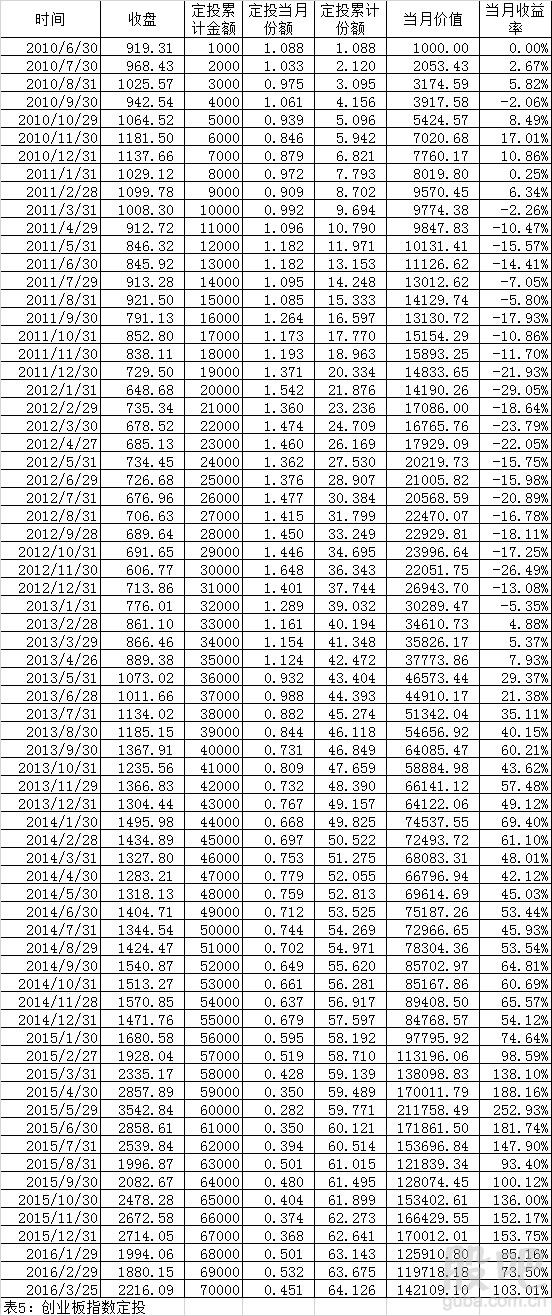 时间 收盘 定投累计金额 定投当月份额 定投累计份额 当月价值 当月收益率
2010/6/30 919.31 1000 1.088 1.088 1000.00 0.00%
2010/7/30 968.43 2000 1.033 2.120 2053.43 2.67%
2010/8/31 1025.57 3000 0.975 3.095 3174.59 5.82%
2010/9/30 942.54 4000 1.061 4.156 3917.58 -2.06%
2010/10/29 1064.52 5000 0.939 5.096 5424.57 8.49%
2010/11/30 1181.50 6000 0.846 5.942 7020.68 17.01%
2010/12/31 1137.66 7000 0.879 6.821 7760.17 10.86%
2011/1/31 1029.12 8000 0.972 7.793 8019.80 0.25%
2011/2/28 1099.78 9000 0.909 8.702 9570.45 6.34%
2011/3/31 1008.30 10000 0.992 9.694 9774.38 -2.26%
2011/4/29 912.72 11000 1.096 10.790 9847.83 -10.47%
2011/5/31 846.32 12000 1.182 11.971 10131.41 -15.57%
2011/6/30 845.92 13000 1.182 13.153 11126.62 -14.41%
2011/7/29 913.28 14000 1.095 14.248 13012.62 -7.05%
2011/8/31 921.50 15000 1.085 15.333 14129.74 -5.80%
2011/9/30 791.13 16000 1.264 16.597 13130.72 -17.93%
2011/10/31 852.80 17000 1.173 17.770 15154.29 -10.86%
2011/11/30 838.11 18000 1.193 18.963 15893.25 -11.70%
2011/12/30 729.50 19000 1.371 20.334 14833.65 -21.93%
2012/1/31 648.68 20000 1.542 21.876 14190.26 -29.05%
2012/2/29 735.34 21000 1.360 23.236 17086.00 -18.64%
2012/3/30 678.52 22000 1.474 24.709 16765.76 -23.79%
2012/4/27 685.13 23000 1.460 26.169 17929.09 -22.05%
2012/5/31 734.45 24000 1.362 27.530 20219.73 -15.75%
2012/6/29 726.68 25000 1.376 28.907 21005.82 -15.98%
2012/7/31 676.96 26000 1.477 30.384 20568.59 -20.89%
2012/8/31 706.63 27000 1.415 31.799 22470.07 -16.78%
2012/9/28 689.64 28000 1.450 33.249 22929.81 -18.11%
2012/10/31 691.65 29000 1.446 34.695 23996.64 -17.25%
2012/11/30 606.77 30000 1.648 36.343 22051.75 -26.49%
2012/12/31 713.86 31000 1.401 37.744 26943.70 -13.08%
2013/1/31 776.01 32000 1.289 39.032 30289.47 -5.35%
2013/2/28 861.10 33000 1.161 40.194 34610.73 4.88%
2013/3/29 866.46 34000 1.154 41.348 35826.17 5.37%
2013/4/26 889.38 35000 1.124 42.472 37773.86 7.93%
2013/5/31 1073.02 36000 0.932 43.404 46573.44 29.37%
2013/6/28 1011.66 37000 0.988 44.393 44910.17 21.38%
2013/7/31 1134.02 38000 0.882 45.274 51342.04 35.11%
2013/8/30 1185.15 39000 0.844 46.118 54656.92 40.15%
2013/9/30 1367.91 40000 0.731 46.849 64085.47 60.21%
2013/10/31 1235.56 41000 0.809 47.659 58884.98 43.62%
2013/11/29 1366.83 42000 0.732 48.390 66141.12 57.48%
2013/12/31 1304.44 43000 0.767 49.157 64122.06 49.12%
2014/1/30 1495.98 44000 0.668 49.825 74537.55 69.40%
2014/2/28 1434.89 45000 0.697 50.522 72493.72 61.10%
2014/3/31 1327.80 46000 0.753 51.275 68083.31 48.01%
2014/4/30 1283.21 47000 0.779 52.055 66796.94 42.12%
2014/5/30 1318.13 48000 0.759 52.813 69614.69 45.03%
2014/6/30 1404.71 49000 0.712 53.525 75187.26 53.44%
2014/7/31 1344.54 50000 0.744 54.269 72966.65 45.93%
2014/8/29 1424.47 51000 0.702 54.971 78304.36 53.54%
2014/9/30 1540.87 52000 0.649 55.620 85702.97 64.81%
2014/10/31 1513.27 53000 0.661 56.281 85167.86 60.69%
2014/11/28 1570.85 54000 0.637 56.917 89408.50 65.57%
2014/12/31 1471.76 55000 0.679 57.597 84768.57 54.12%
2015/1/30 1680.58 56000 0.595 58.192 97795.92 74.64%
2015/2/27 1928.04 57000 0.519 58.710 113196.06 98.59%
2015/3/31 2335.17 58000 0.428 59.139 138098.83 138.10%
2015/4/30 2857.89 59000 0.350 59.489 170011.79 188.16%
2015/5/29 3542.84 60000 0.282 59.771 211758.49 252.93%
2015/6/30 2858.61 61000 0.350 60.121 171861.50 181.74%
2015/7/31 2539.84 62000 0.394 60.514 153696.84 147.90%
2015/8/31 1996.87 63000 0.501 61.015 121839.34 93.40%
2015/9/30 2082.67 64000 0.480 61.495 128074.45 100.12%
2015/10/30 2478.28 65000 0.404 61.899 153402.61 136.00%
2015/11/30 2672.58 66000 0.374 62.273 166429.55 152.17%
2015/12/31 2714.05 67000 0.368 62.641 170012.01 153.75%
2016/1/29 1994.06 68000 0.501 63.143 125910.00 85.16%
2016/2/29 1880.15 69000 0.532 63.675 119718.00 73.50%
2016/3/25 2216.09 70000 0.451 64.126 142109.10 103.01%
表5：创业板指数定投
股吧
guba.com.cn